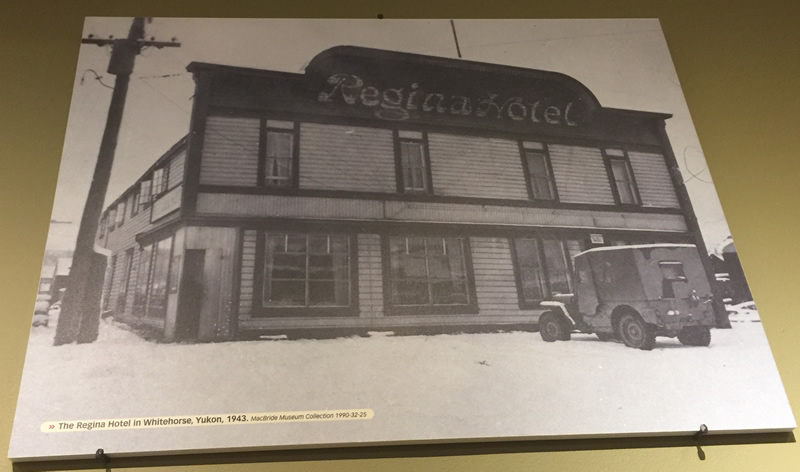 Regina Hotel
» The Regina Hotel in Whitehorse, Yukon, 1943. MacBride Museum Collection 1990-32-25